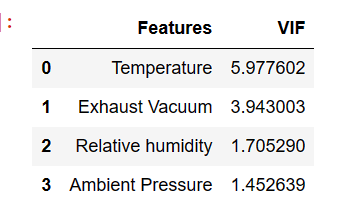 :
Features VIF
0 Temperature 5.977602
1 Exhaust Vacuum 3.943003
2 Relative humidity 1.705290
3 Ambient Pressure 1.452639